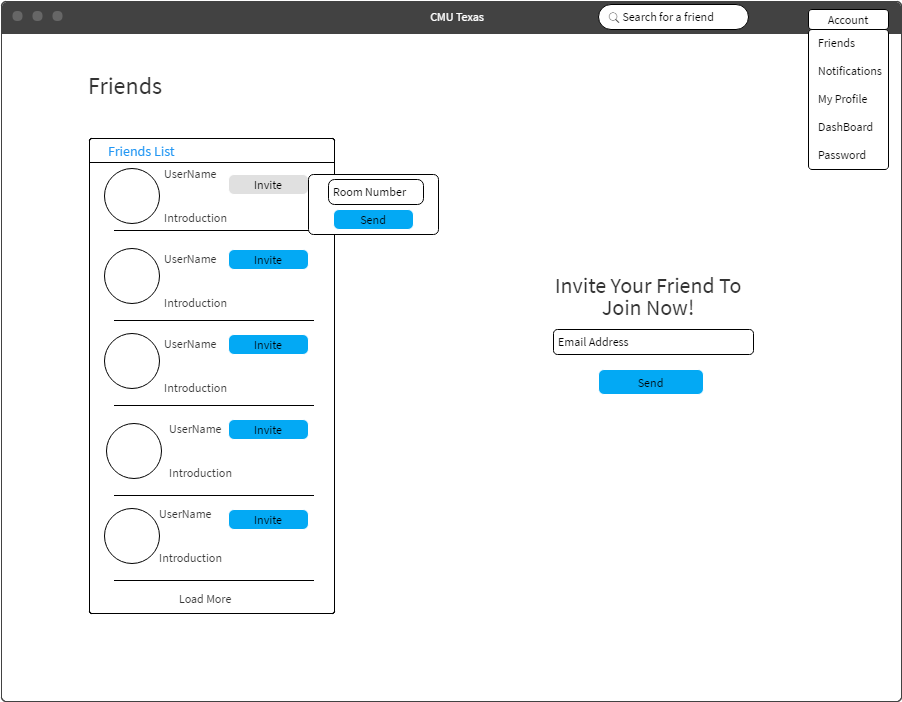 CMU Texas
Search for a friend
Account
Friends
Notifications
My Profile
DashBoard
Password
Friends
Friends List
UserName
Invite
Introduction
Room Number
Send
UserName
Invite
Introduction
UserName
Invite
Introduction
UserName
Invite
Introduction
UserName
Invite
Introduction
Load More
Invite Your Friend To
Join Now!
Email Address
Send